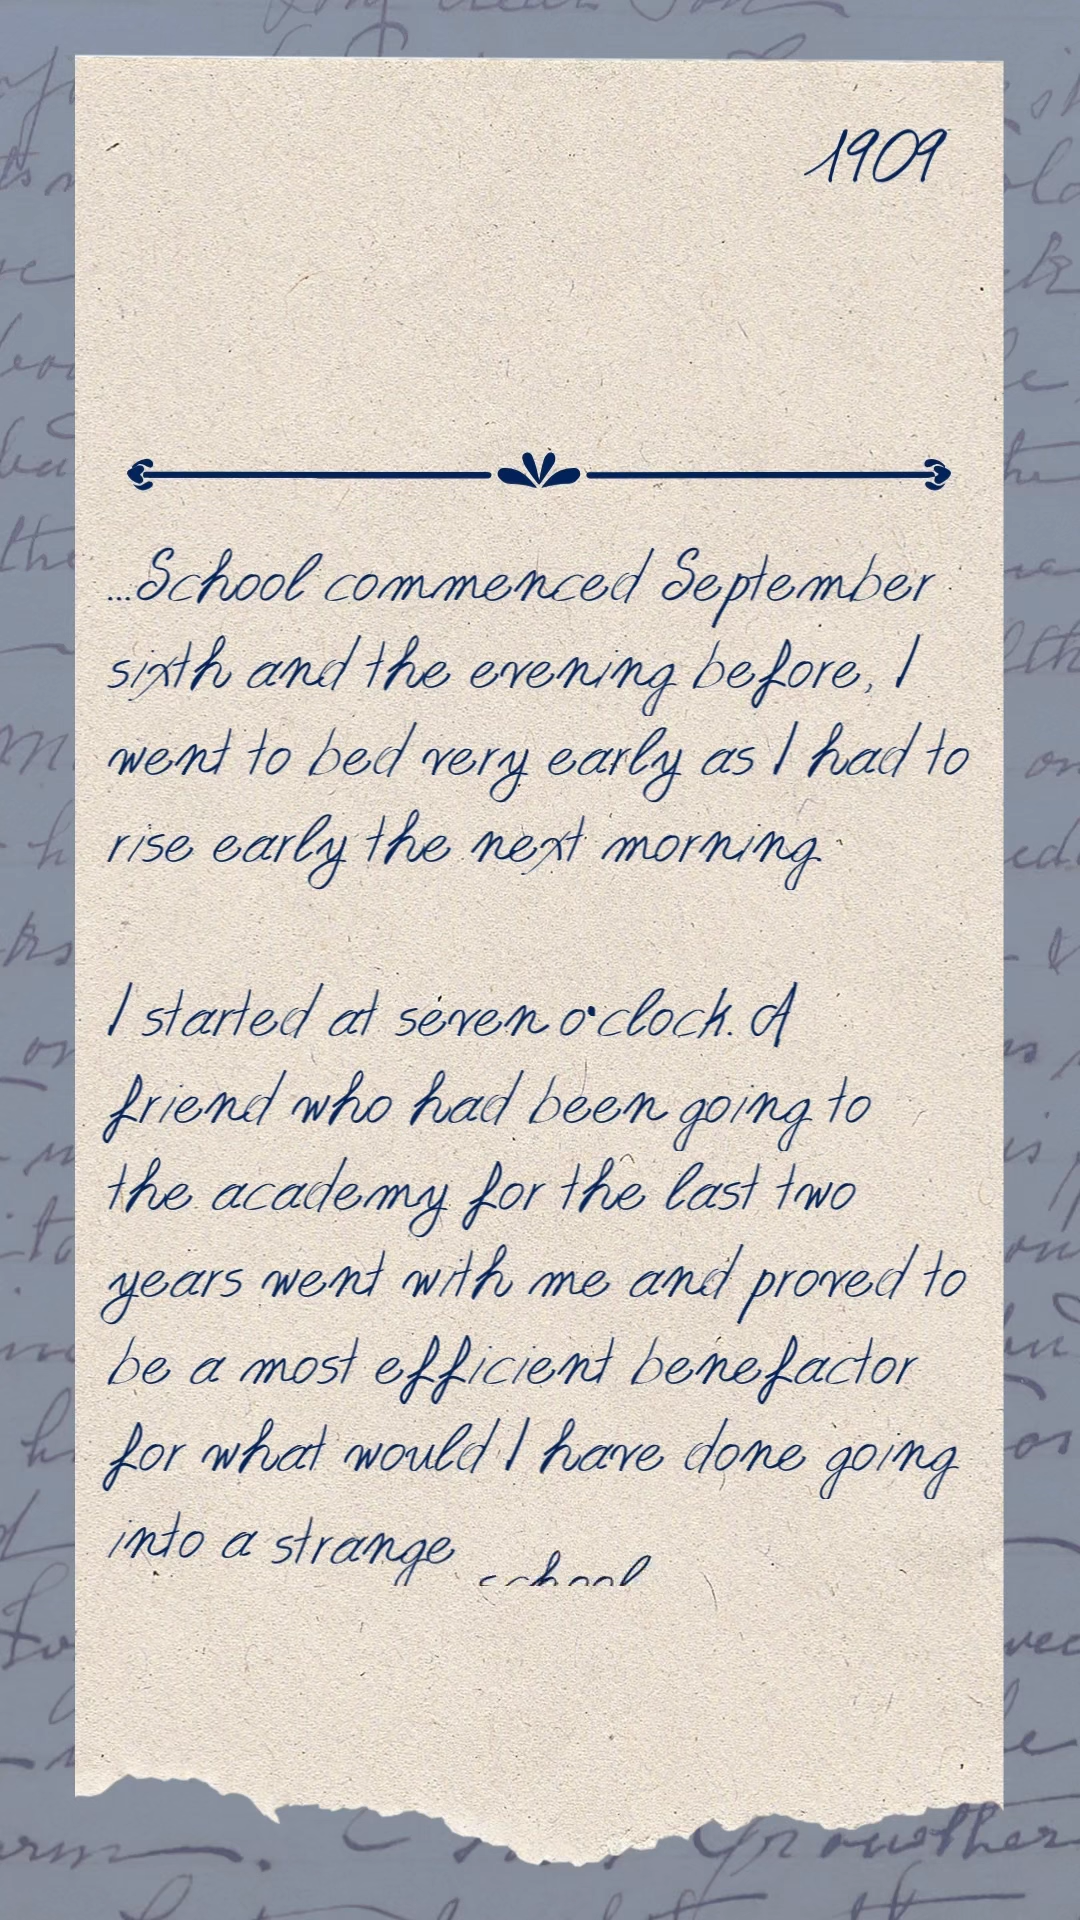 1909
...School commenced September
sixth and the evening before, I
went to bed very early as I had to
rise early the next morning.
I started at seven o'clock. A
friend who had been going to
the academy for the last two
years went with me and proved to
be a most efficient benefactor
for what would I have done going
into a strange school